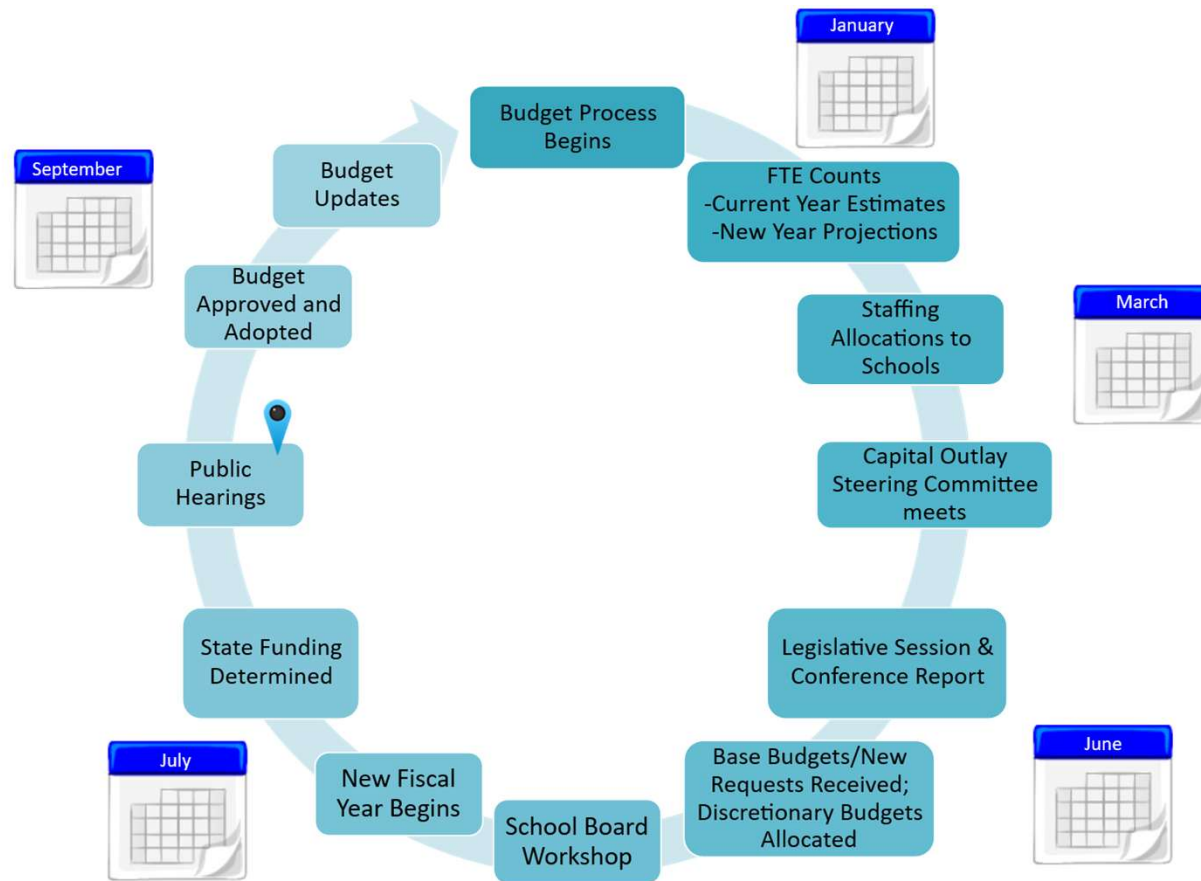 January
Budget Process
Begins
FTE Counts
-Current Year Estimates
-New Year Projections
March
Staffing
Allocations to
Schools
Capital Outlay
Steering Committee
meets
Legislative Session &
Conference Report
June
Base Budgets/New
Requests Received;
Discretionary Budgets
Allocated
School Board
Workshop
New Fiscal
Year Begins
July
State Funding
Determined
Public
Hearings
Budget
Approved and
Adopted
September
Budget
Updates